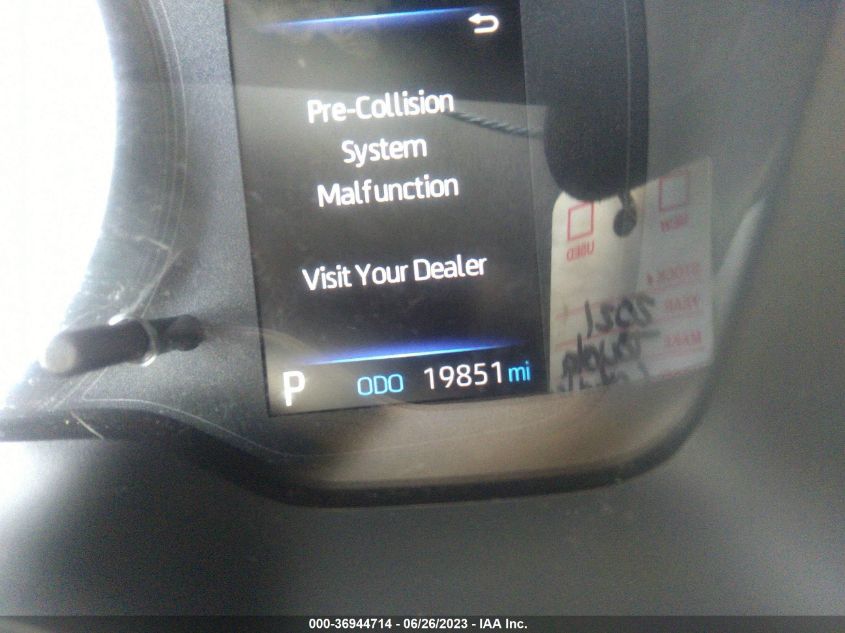 Pre-Collision
System
Malfunction
Visit Your Dealer
P ODO 19851 mi
USED NEW
STOCK #
YEAR
2021
MAKE
Toyota
000-36944714 - 06/26/2023 - IAA Inc.